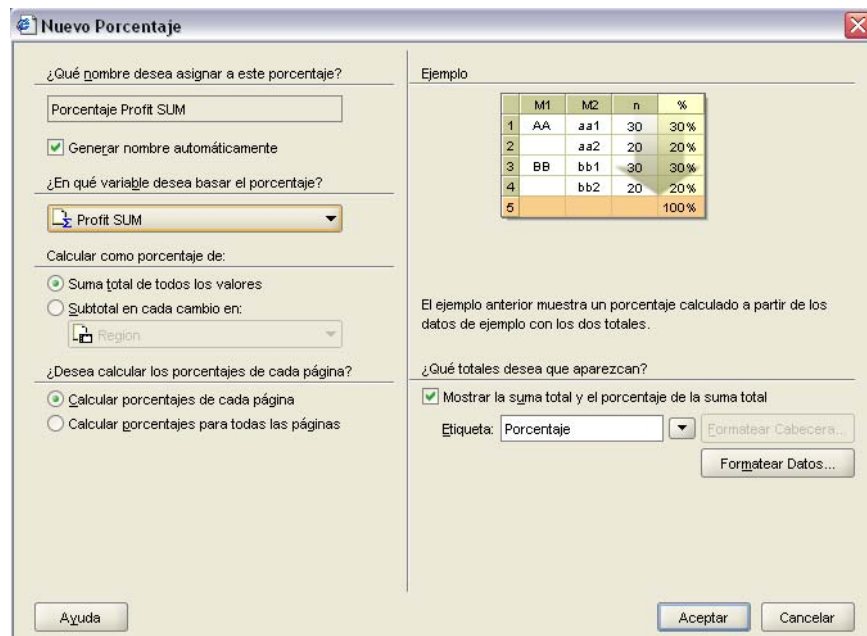 Nuevo Porcentaje
¿Qué nombre desea asignar a este porcentaje?
Porcentaje Profit SUM
Generar nombre automáticamente
¿En qué variable desea basar el porcentaje?
Profit SUM
Calcular como porcentaje de:
Suma total de todos los valores
Subtotal en cada cambio en:
Region
¿Desea calcular los porcentajes de cada página?
Calcular porcentajes de cada página
Calcular porcentajes para todas las páginas
Ejemplo
M1 M2 n %
1 AA aa1 30 30%
2 aa2 20 20%
3 BB bb1 30 30%
4 bb2 20 20%
5 100%
El ejemplo anterior muestra un porcentaje calculado a partir de los
datos de ejemplo con los dos totales.
¿Qué totales desea que aparezcan?
Mostrar la suma total y el porcentaje de la suma total
Etiqueta: Porcentaje Formatear Cabecera...
Formatear Datos...
Ayuda Aceptar Cancelar